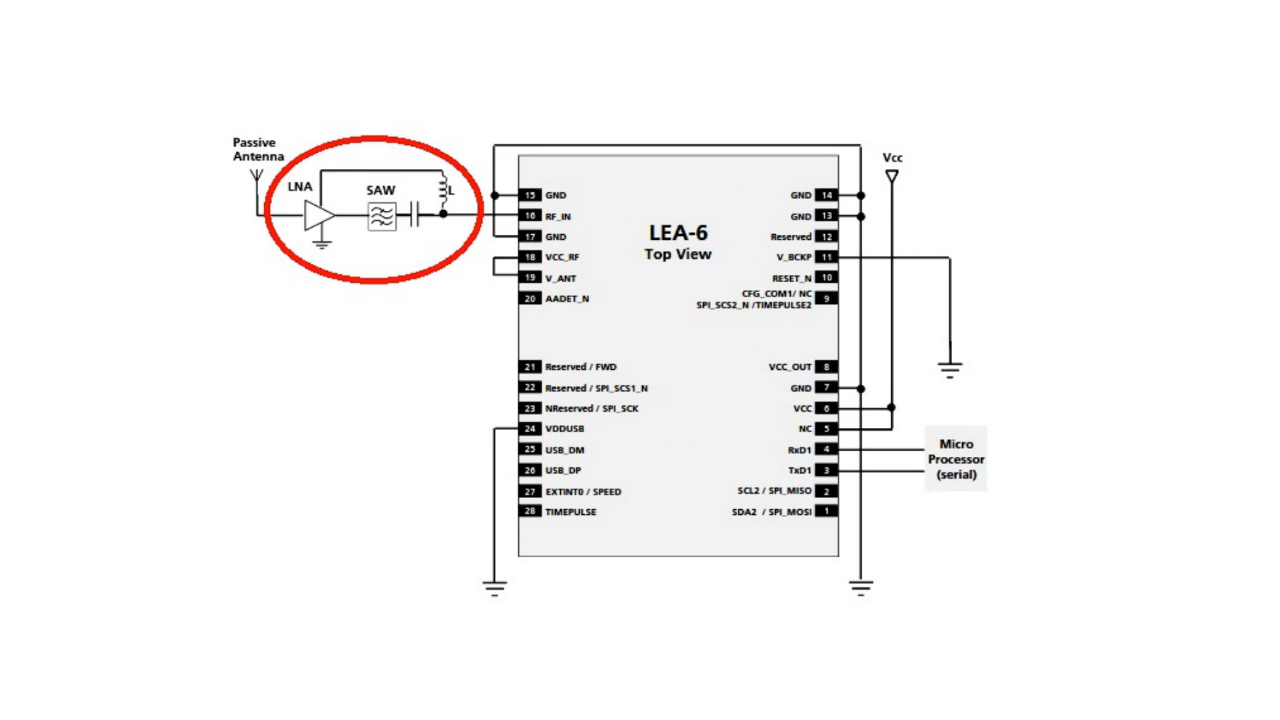 Passive
Antenna
LNA
SAW
L
Vcc
LEA-6
Top View
15 GND
16 RF_IN
17 GND
18 VCC_RF
19 V_ANT
20 AADET_N
21 Reserved / FWD
22 Reserved / SPI_SCS1_N
23 NReserved / SPI_SCK
24 VDDUSB
25 USB_DM
26 USB_DP
27 EXTINT0 / SPEED
28 TIMEPULSE
GND 14
GND 13
Reserved 12
V_BCKP 11
RESET_N 10
CFG_COM1/ NC
SPI_SCS2_N /TIMEPULSE2 9
VCC_OUT 8
GND 7
VCC 6
NC 5
RxD1 4
TxD1 3
SCL2 / SPI_MISO 2
SDA2 / SPI_MOSI 1
Micro
Processor
(serial)